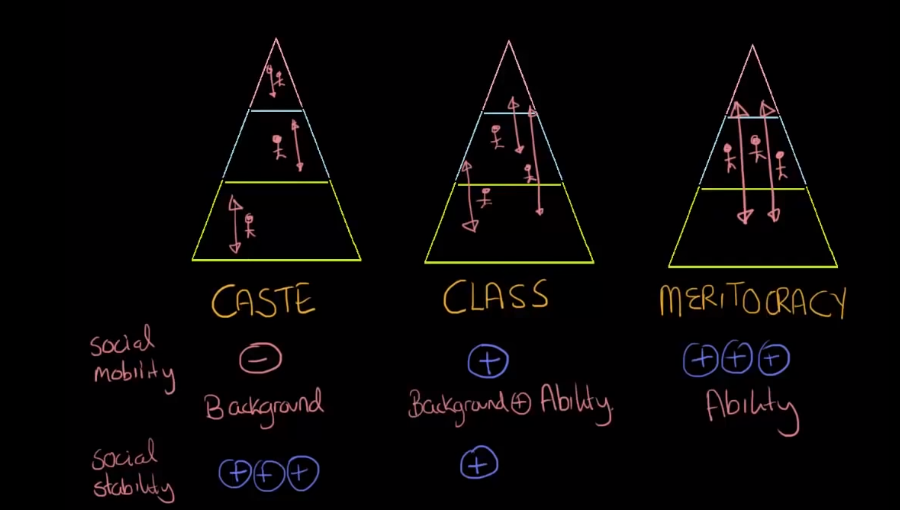 CASTE
CLASS
MERITOCRACY
social
mobility
−
+
+ + +
Background
Background + Ability.
Ability
social
stability
+ + +
+